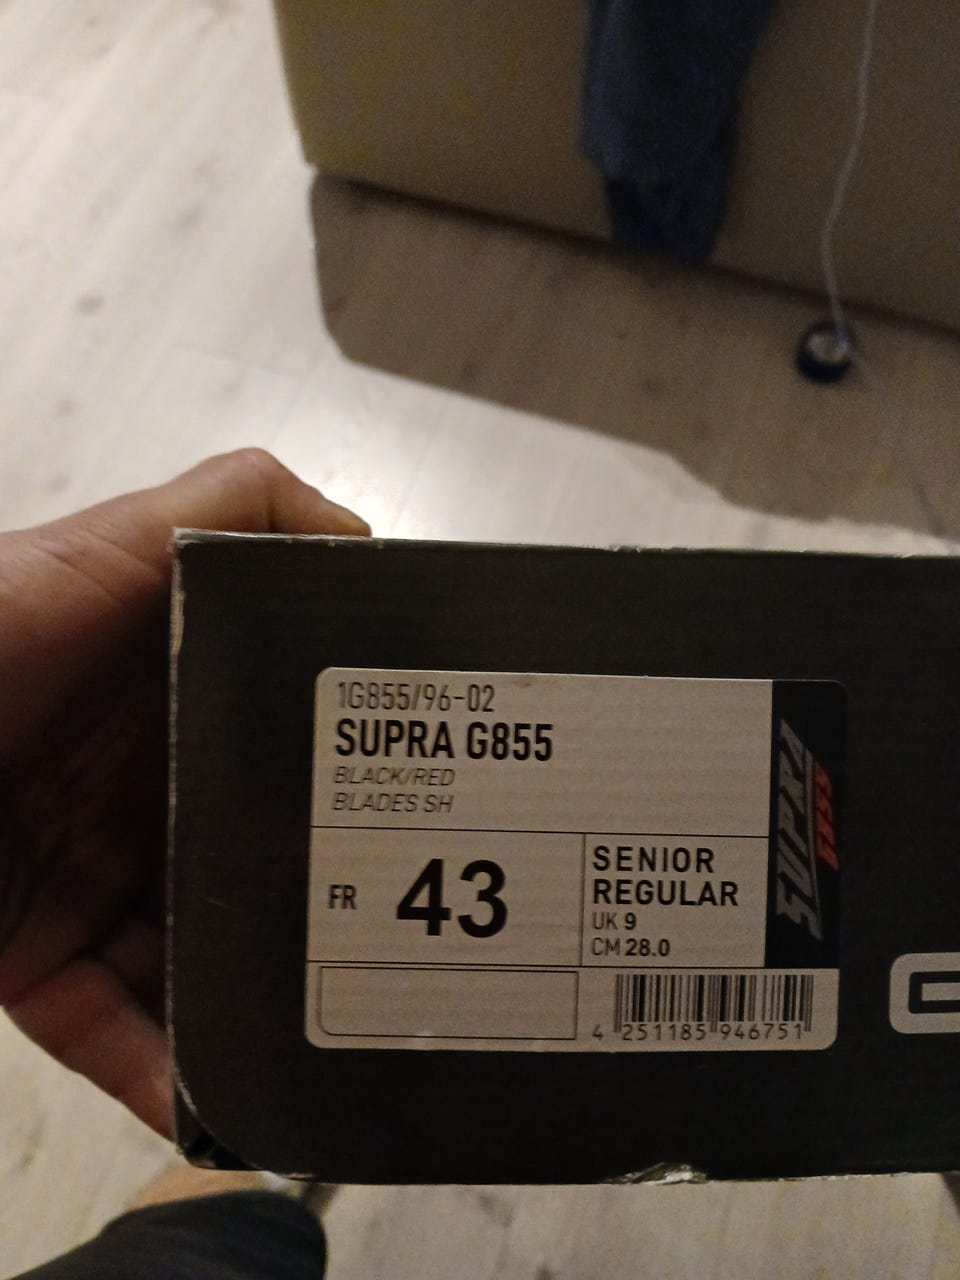 1G855/96-02
SUPRA G855
BLACK/RED
BLADES SH
FR 43
SENIOR
REGULAR
UK 9
CM 28.0
4 251185 946751
SUPRA